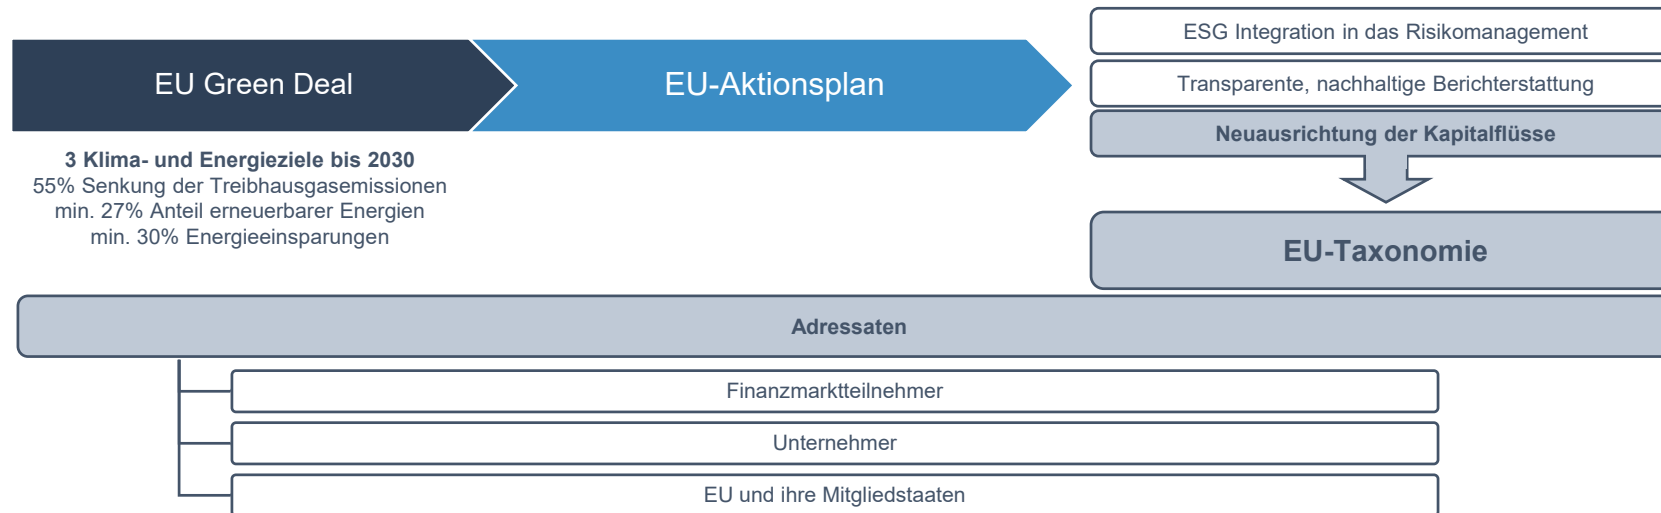 EU Green Deal
EU-Aktionsplan
ESG Integration in das Risikomanagement
Transparente, nachhaltige Berichterstattung
Neuausrichtung der Kapitalflüsse
3 Klima- und Energieziele bis 2030
55% Senkung der Treibhausgasemissionen
min. 27% Anteil erneuerbarer Energien
min. 30% Energieeinsparungen
EU-Taxonomie
Adressaten
Finanzmarktteilnehmer
Unternehmer
EU und ihre Mitgliedstaaten